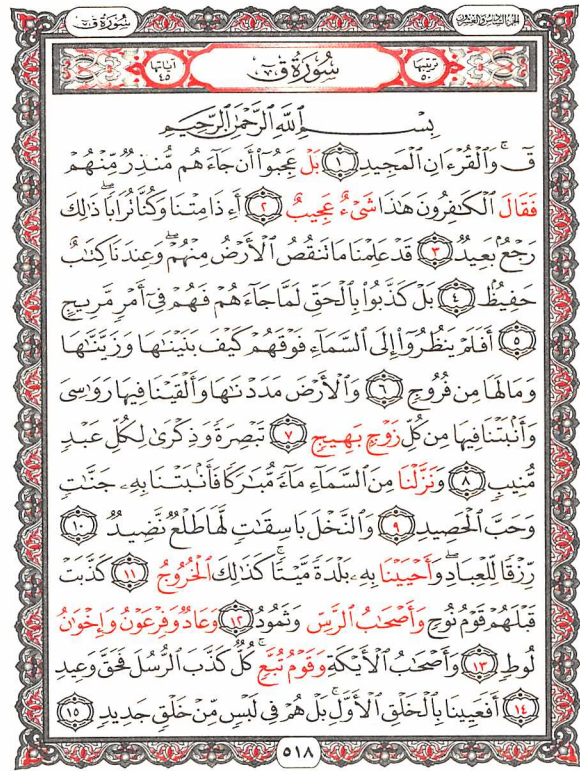 سُورَةُ قٓ
الجزء السادس والعشرون
ترتيبها ٥٠
سُورَةُ قٓ
آياتها ٤٥
بِسْمِ ٱللَّهِ ٱلرَّحْمَٰنِ ٱلرَّحِيمِ
قٓ ۚ وَٱلْقُرْءَانِ ٱلْمَجِيدِ ١ بَلْ عَجِبُوٓا۟ أَن جَآءَهُم مُّنذِرٌ مِّنْهُمْ
فَقَالَ ٱلْكَٰفِرُونَ هَٰذَا شَىْءٌ عَجِيبٌ ٢ أَءِذَا مِتْنَا وَكُنَّا تُرَابًا ۖ ذَٰلِكَ
رَجْعٌۢ بَعِيدٌ ٣ قَدْ عَلِمْنَا مَا تَنقُصُ ٱلْأَرْضُ مِنْهُمْ ۖ وَعِندَنَا كِتَٰبٌ
حَفِيظٌۢ ٤ بَلْ كَذَّبُوا۟ بِٱلْحَقِّ لَمَّا جَآءَهُمْ فَهُمْ فِىٓ أَمْرٍ مَّرِيجٍ
٥ أَفَلَمْ يَنظُرُوٓا۟ إِلَى ٱلسَّمَآءِ فَوْقَهُمْ كَيْفَ بَنَيْنَٰهَا وَزَيَّنَّٰهَا
وَمَا لَهَا مِن فُرُوجٍ ٦ وَٱلْأَرْضَ مَدَدْنَٰهَا وَأَلْقَيْنَا فِيهَا رَوَٰسِىَ
وَأَنۢبَتْنَا فِيهَا مِن كُلِّ زَوْجٍۭ بَهِيجٍ ٧ تَبْصِرَةً وَذِكْرَىٰ لِكُلِّ عَبْدٍ
مُّنِيبٍ ٨ وَنَزَّلْنَا مِنَ ٱلسَّمَآءِ مَآءً مُّبَٰرَكًا فَأَنۢبَتْنَا بِهِۦ جَنَّٰتٍ
وَحَبَّ ٱلْحَصِيدِ ٩ وَٱلنَّخْلَ بَاسِقَٰتٍ لَّهَا طَلْعٌ نَّضِيدٌ ١٠
رِّزْقًا لِّلْعِبَادِ ۖ وَأَحْيَيْنَا بِهِۦ بَلْدَةً مَّيْتًا ۚ كَذَٰلِكَ ٱلْخُرُوجُ ١١ كَذَّبَتْ
قَبْلَهُمْ قَوْمُ نُوحٍ وَأَصْحَٰبُ ٱلرَّسِّ وَثَمُودُ ١٢ وَعَادٌ وَفِرْعَوْنُ وَإِخْوَٰنُ
لُوطٍ ١٣ وَأَصْحَٰبُ ٱلْأَيْكَةِ وَقَوْمُ تُبَّعٍ ۚ كُلٌّ كَذَّبَ ٱلرُّسُلَ فَحَقَّ وَعِيدِ
١٤ أَفَعَيِينَا بِٱلْخَلْقِ ٱلْأَوَّلِ ۚ بَلْ هُمْ فِى لَبْسٍ مِّنْ خَلْقٍ جَدِيدٍ ١٥
٥١٨